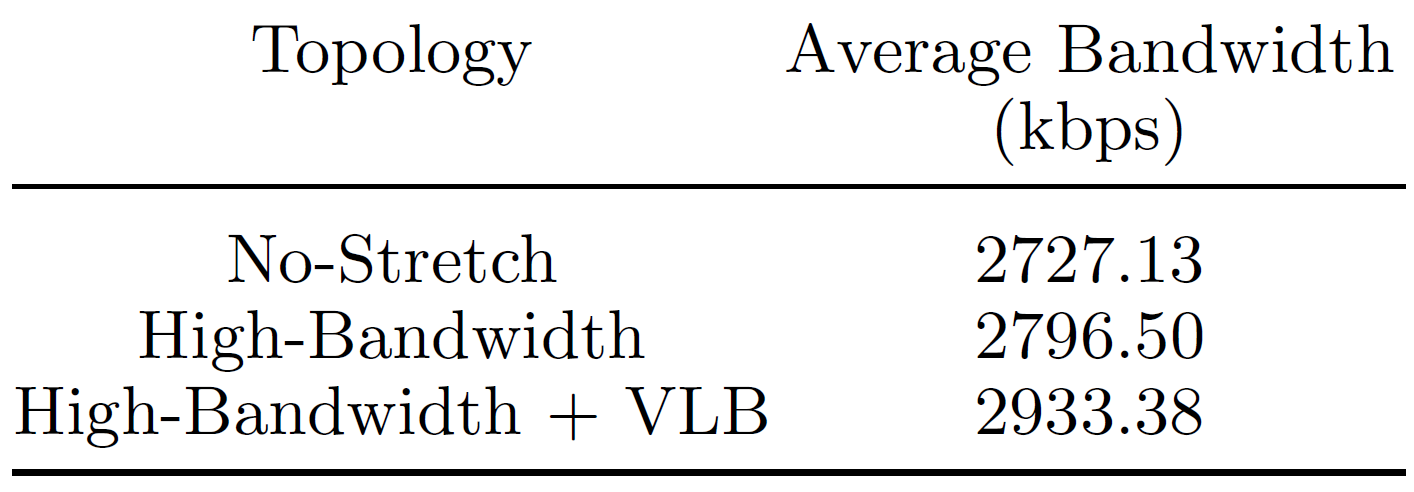 Topology Average Bandwidth
(kbps)
No-Stretch 2727.13
High-Bandwidth 2796.50
High-Bandwidth + VLB 2933.38